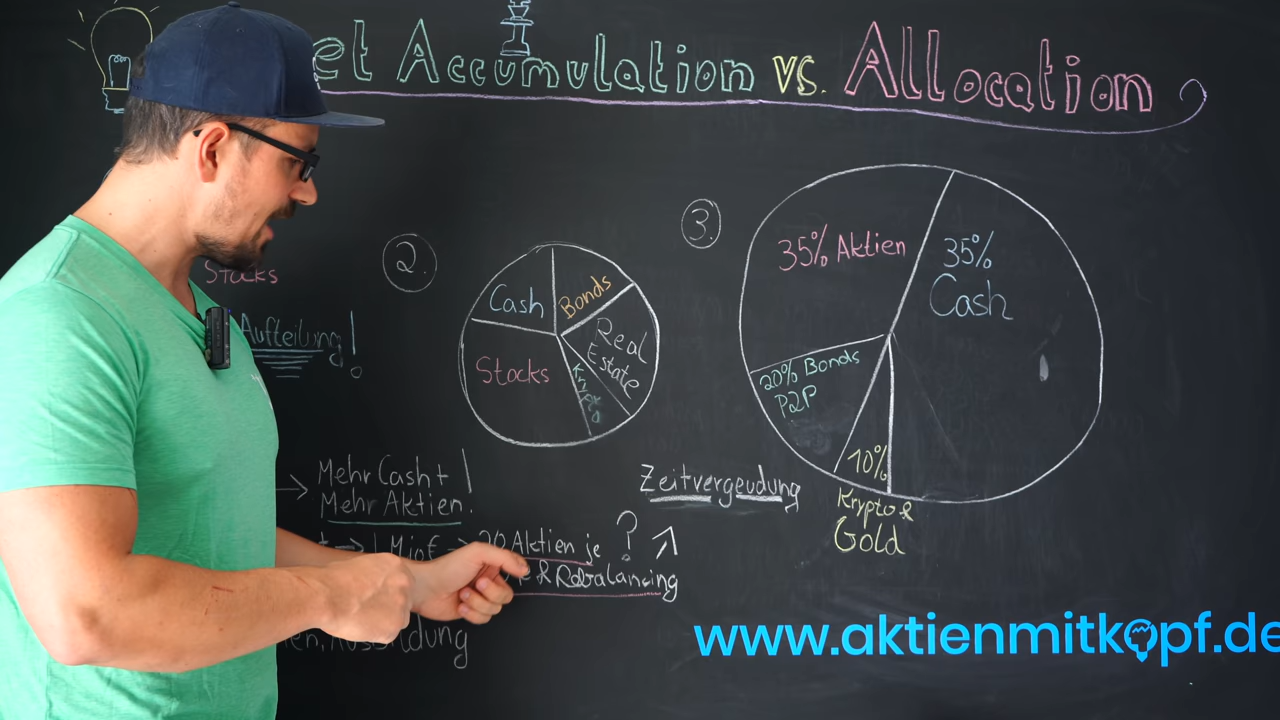 et Accumulation vs. Allocation
Stocks
Aufteilung!
2.
Cash
Bonds
Real
Estate
Stocks
Krypto
3.
35% Aktien
35%
Cash
20% Bonds
P2P
10%
Krypto &
Gold
→ Mehr Cash +
Mehr Aktien!
Zeitvergeudung
20 Aktien je ?
& Rebalancing
www.aktienmitkopf.de